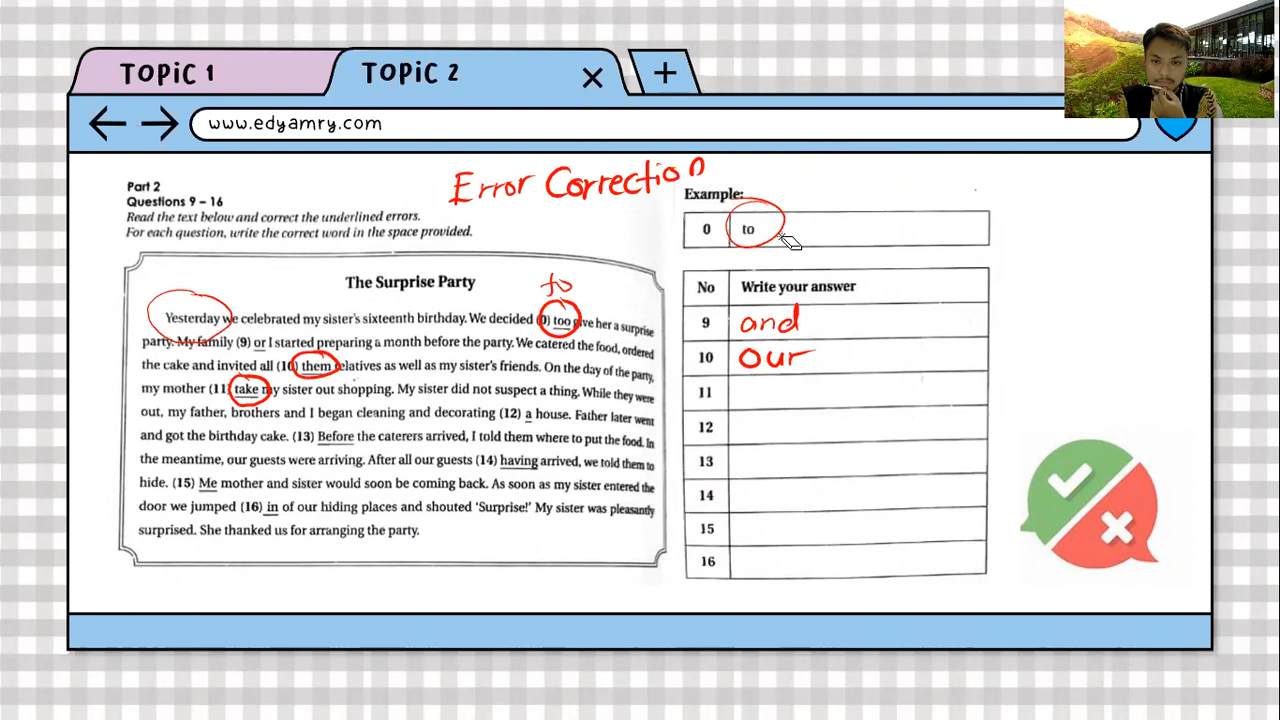 TOPIC 1
TOPIC 2
www.edyamry.com
Error Correction
Part 2
Questions 9 – 16
Read the text below and correct the underlined errors.
For each question, write the correct word in the space provided.
The Surprise Party
to
Yesterday we celebrated my sister's sixteenth birthday. We decided (0) too give her a surprise
party. My family (9) or I started preparing a month before the party. We catered the food, ordered
the cake and invited all (10) them relatives as well as my sister's friends. On the day of the party,
my mother (11) take my sister out shopping. My sister did not suspect a thing. While they were
out, my father, brothers and I began cleaning and decorating (12) a house. Father later went
and got the birthday cake. (13) Before the caterers arrived, I told them where to put the food. In
the meantime, our guests were arriving. After all our guests (14) having arrived, we told them to
hide. (15) Me mother and sister would soon be coming back. As soon as my sister entered the
door we jumped (16) in of our hiding places and shouted 'Surprise!' My sister was pleasantly
surprised. She thanked us for arranging the party.
Example:
0 to
No Write your answer
9 and
10 our
11
12
13
14
15
16